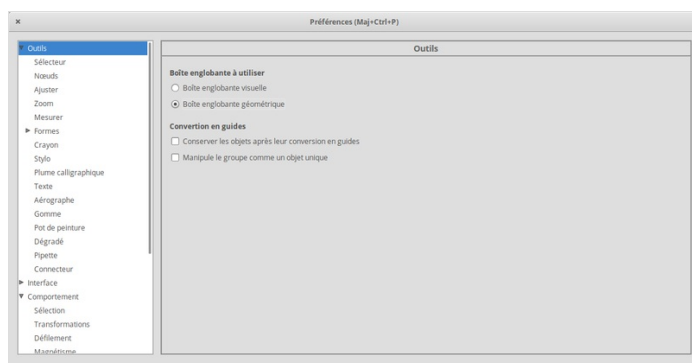 Préférences (Maj+Ctrl+P)
Outils
Sélecteur
Nœuds
Ajuster
Zoom
Mesurer
Formes
Crayon
Stylo
Plume calligraphique
Texte
Aérographe
Gomme
Pot de peinture
Dégradé
Pipette
Connecteur
Interface
Comportement
Sélection
Transformations
Défilement
Magnétisme
Outils
Boîte englobante à utiliser
Boîte englobante visuelle
Boîte englobante géométrique
Convertion en guides
Conserver les objets après leur conversion en guides
Manipule le groupe comme un objet unique